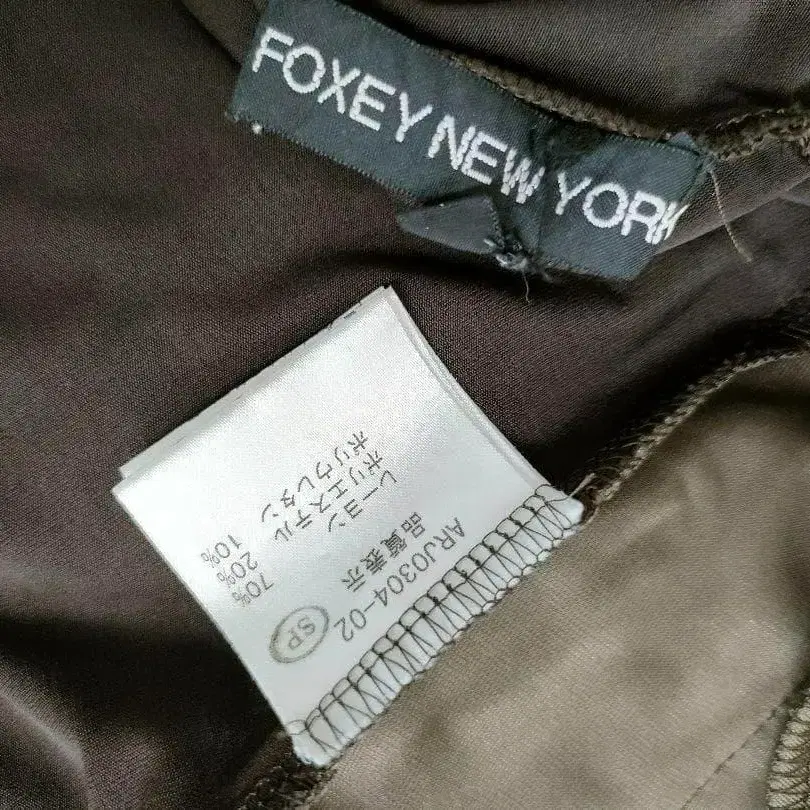 FOXEY NEW YORK
ARJ0304-02
品質表示 SP
レーヨン 70%
ポリエステル 20%
ポリウレタン 10%